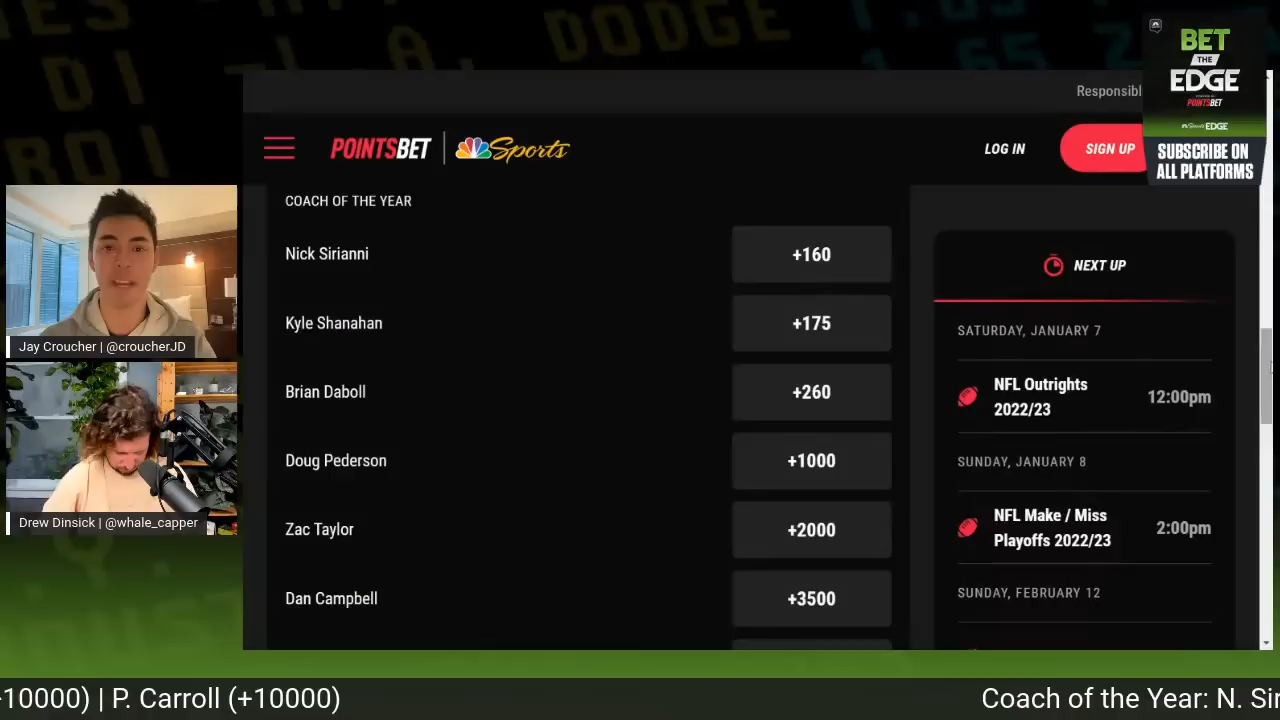 DODGE
BET
THE
EDGE
POINTSBET
EDGE
SUBSCRIBE ON
ALL PLATFORMS
Responsibl
POINTSBET
Sports
LOG IN
SIGN UP
COACH OF THE YEAR
Nick Sirianni +160
Kyle Shanahan +175
Brian Daboll +260
Doug Pederson +1000
Zac Taylor +2000
Dan Campbell +3500
NEXT UP
SATURDAY, JANUARY 7
NFL Outrights
2022/23
12:00pm
SUNDAY, JANUARY 8
NFL Make / Miss
Playoffs 2022/23
2:00pm
SUNDAY, FEBRUARY 12
Jay Croucher | @croucherJD
Drew Dinsick | @whale_capper
10000) | P. Carroll (+10000)
Coach of the Year: N. Sir